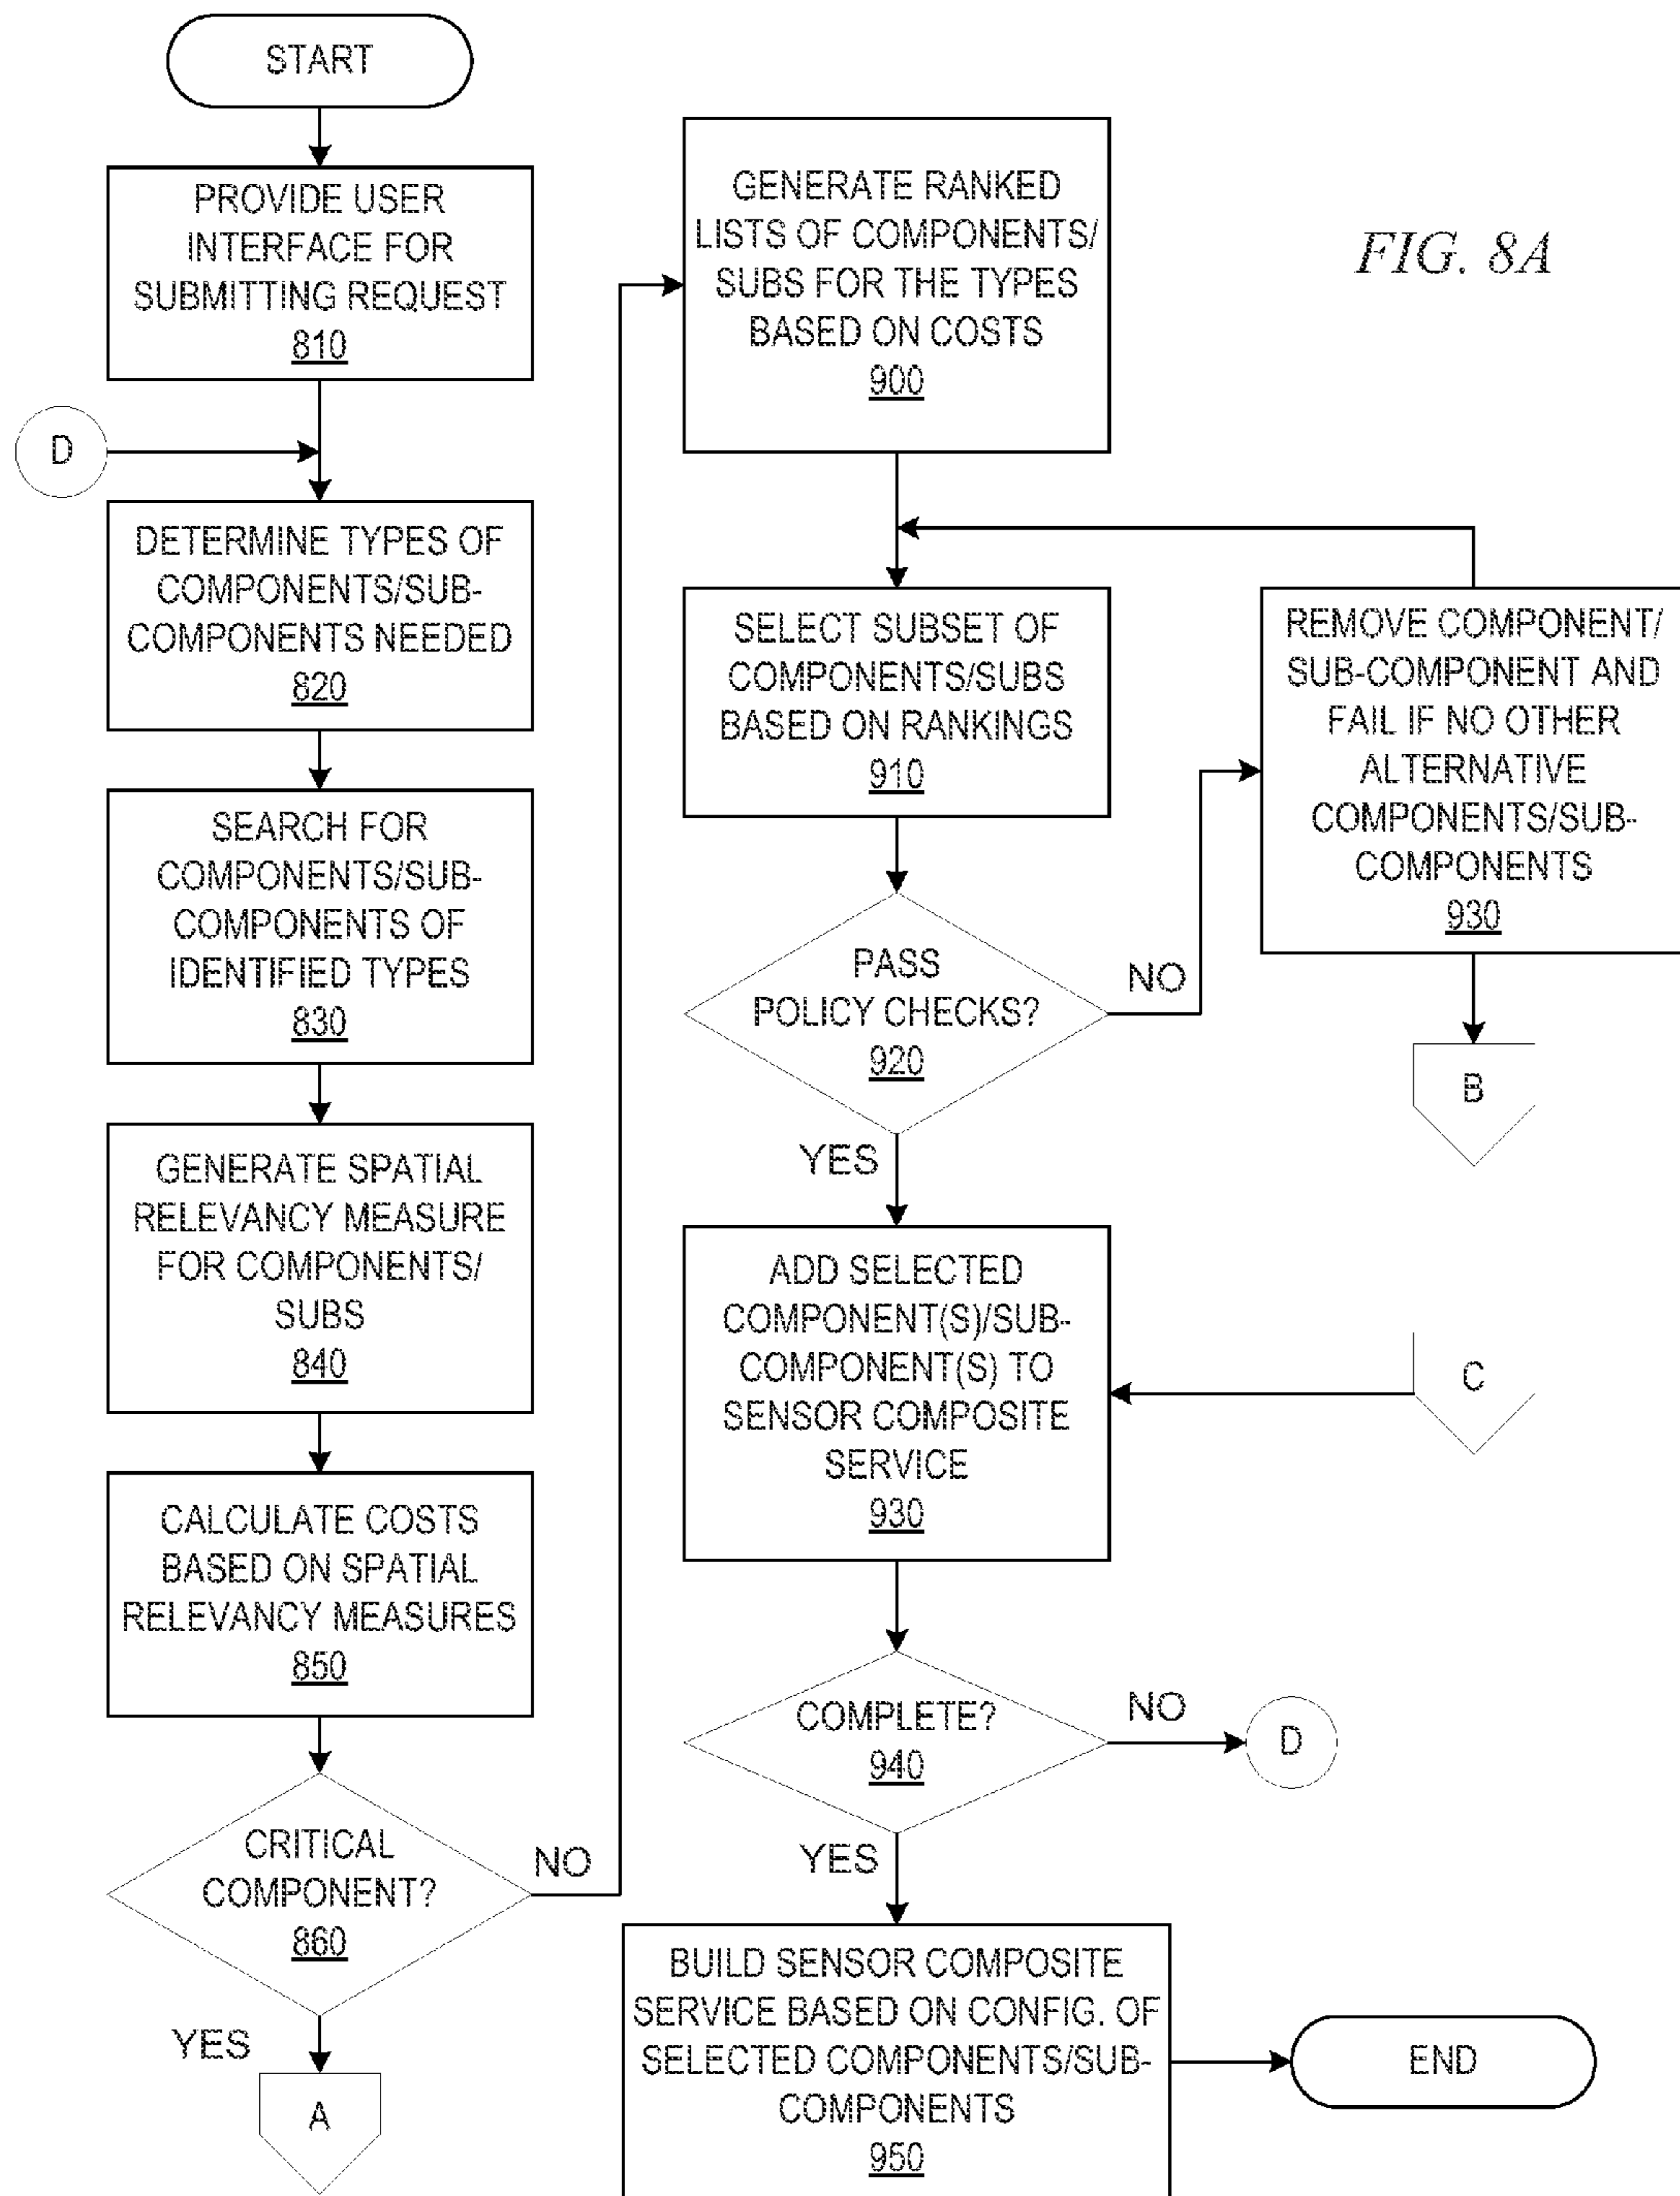 START
PROVIDE USER
INTERFACE FOR
SUBMITTING REQUEST
810
D
DETERMINE TYPES OF
COMPONENTS/SUB-
COMPONENTS NEEDED
820
SEARCH FOR
COMPONENTS/SUB-
COMPONENTS OF
IDENTIFIED TYPES
830
GENERATE SPATIAL
RELEVANCY MEASURE
FOR COMPONENTS/
SUBS
840
CALCULATE COSTS
BASED ON SPATIAL
RELEVANCY MEASURES
850
CRITICAL
COMPONENT?
860
NO
YES
A
GENERATE RANKED
LISTS OF COMPONENTS/
SUBS FOR THE TYPES
BASED ON COSTS
900
SELECT SUBSET OF
COMPONENTS/SUBS
BASED ON RANKINGS
910
PASS
POLICY CHECKS?
920
NO
YES
ADD SELECTED
COMPONENT(S)/SUB-
COMPONENT(S) TO
SENSOR COMPOSITE
SERVICE
930
COMPLETE?
940
NO
D
YES
BUILD SENSOR COMPOSITE
SERVICE BASED ON CONFIG. OF
SELECTED COMPONENTS/SUB-
COMPONENTS
950
FIG. 8A
REMOVE COMPONENT/
SUB-COMPONENT AND
FAIL IF NO OTHER
ALTERNATIVE
COMPONENTS/SUB-
COMPONENTS
930
B
C
END